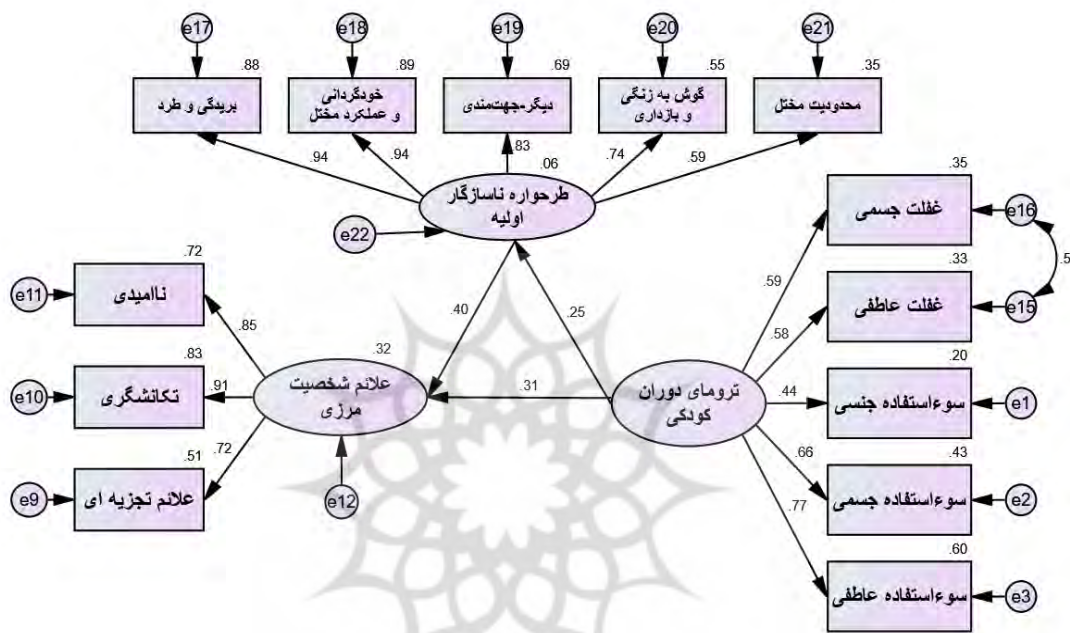 e17
e18
e19
e20
e21
.88
.89
.69
.55
.35
بریدگی و طرد
خودگردانی
و عملکرد مختل
دیگر-جهت‌مندی
گوش به زنگی
و بازداری
محدودیت مختل
.94
.94
.83
.74
.59
.06
طرحواره ناسازگار
اولیه
e22
.35
غفلت جسمی
e16
.5
.59
.33
غفلت عاطفی
e15
.58
.72
ناامیدی
e11
.85
.40
.25
.20
سوءاستفاده جنسی
e1
.44
.83
تکانشگری
e10
.91
.32
علائم شخصیت
مرزی
.31
ترومای دوران
کودکی
.43
سوءاستفاده جسمی
e2
.66
.51
علائم تجزیه ای
e9
.72
e12
.77
.60
سوءاستفاده عاطفی
e3